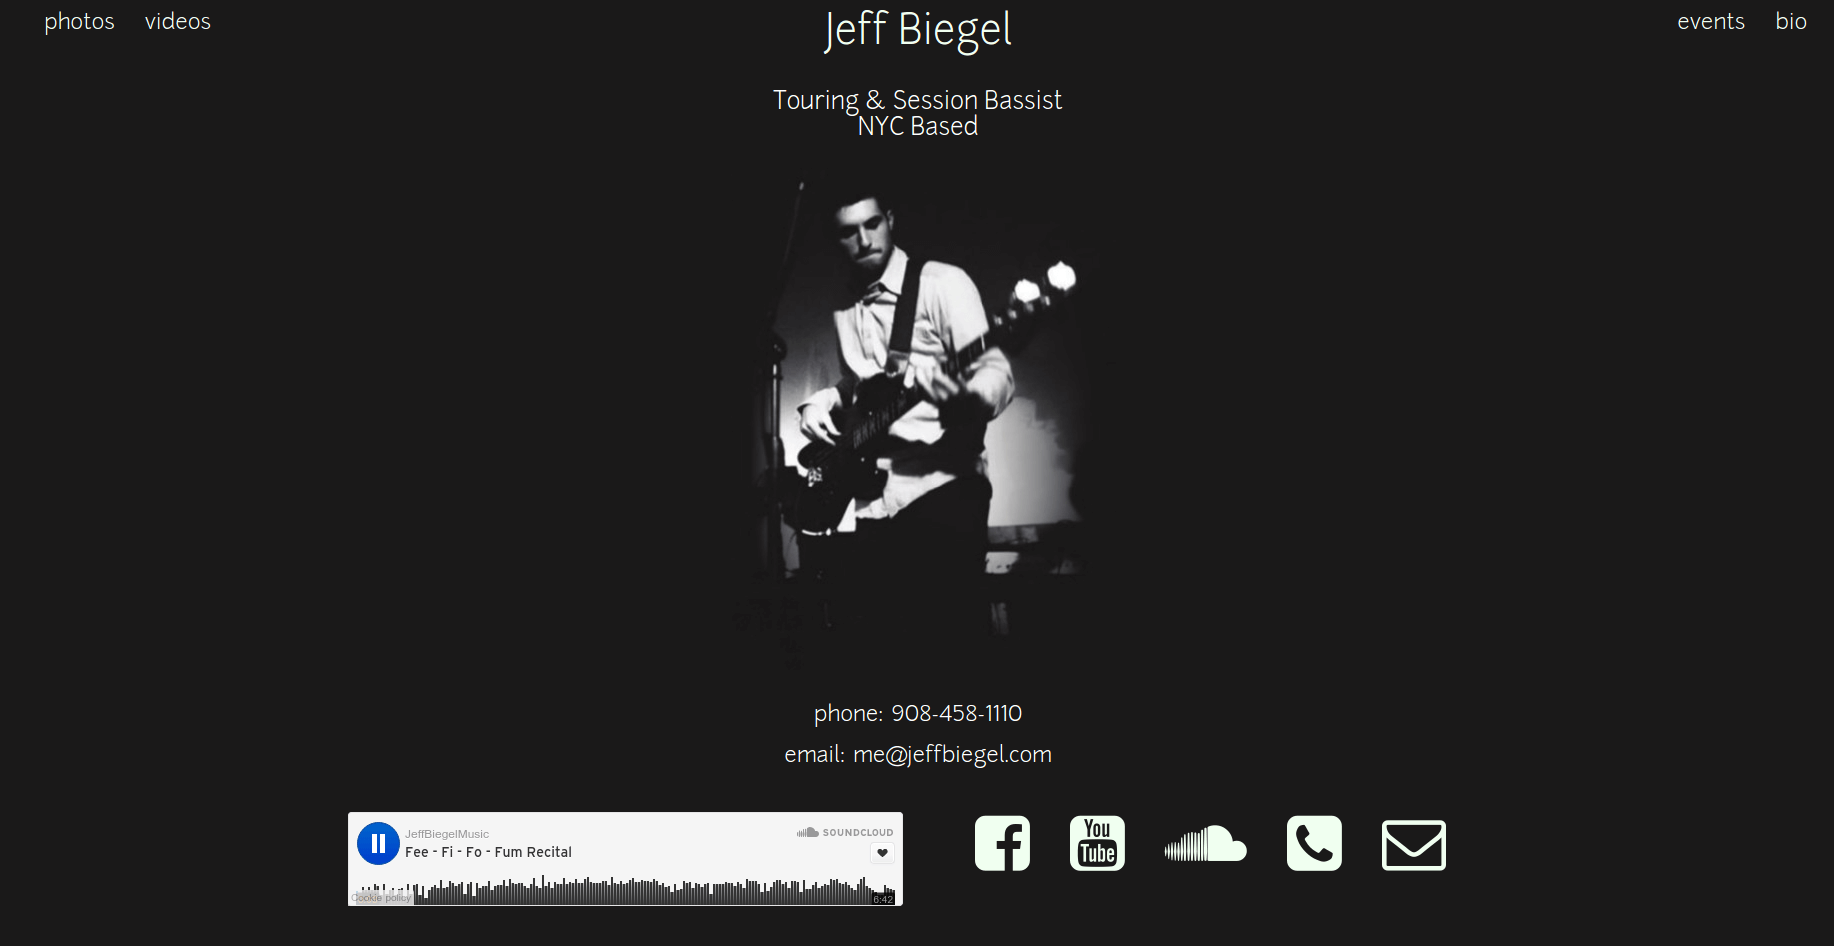 photos videos
Jeff Biegel
events bio
Touring & Session Bassist
NYC Based
phone: 908-458-1110
email: me@jeffbiegel.com
JeffBiegelMusic
SOUNDCLOUD
Fee - Fi - Fo - Fum Recital
Cookie policy
6:42
You
Tube